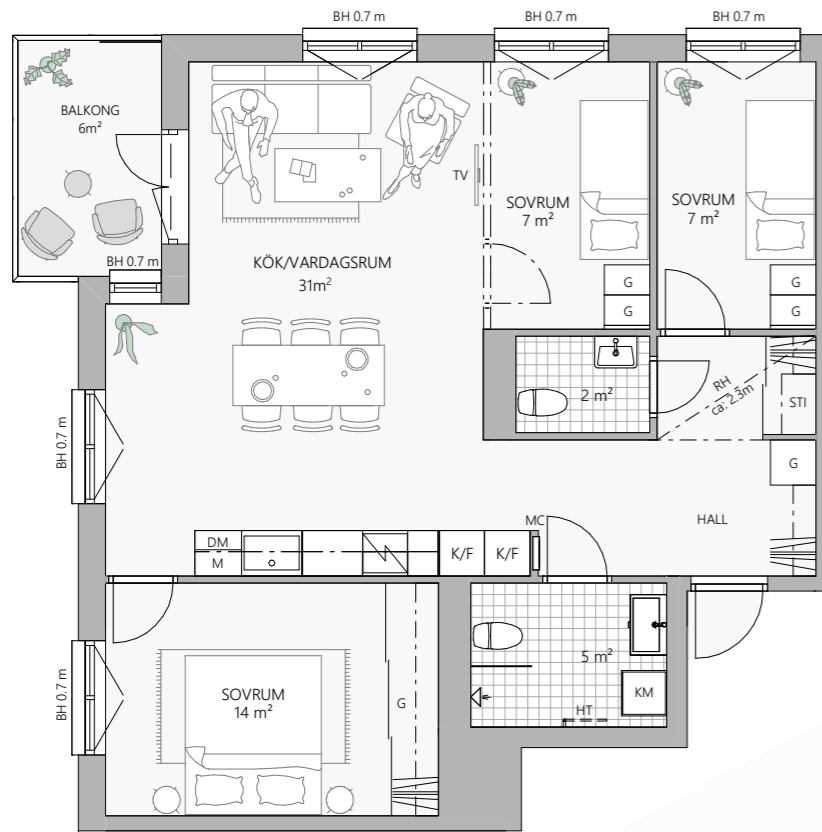 BH 0.7 m
BH 0.7 m
BH 0.7 m
BALKONG
6m²
TV
SOVRUM
7 m²
SOVRUM
7 m²
BH 0.7 m
KÖK/VARDAGSRUM
31m²
G
G
G
G
2 m²
RH
ca: 2.3m
STI
BH 0.7 m
G
MC
HALL
DM
M
K/F
K/F
BH 0.7 m
SOVRUM
14 m²
G
5 m²
KM
HT